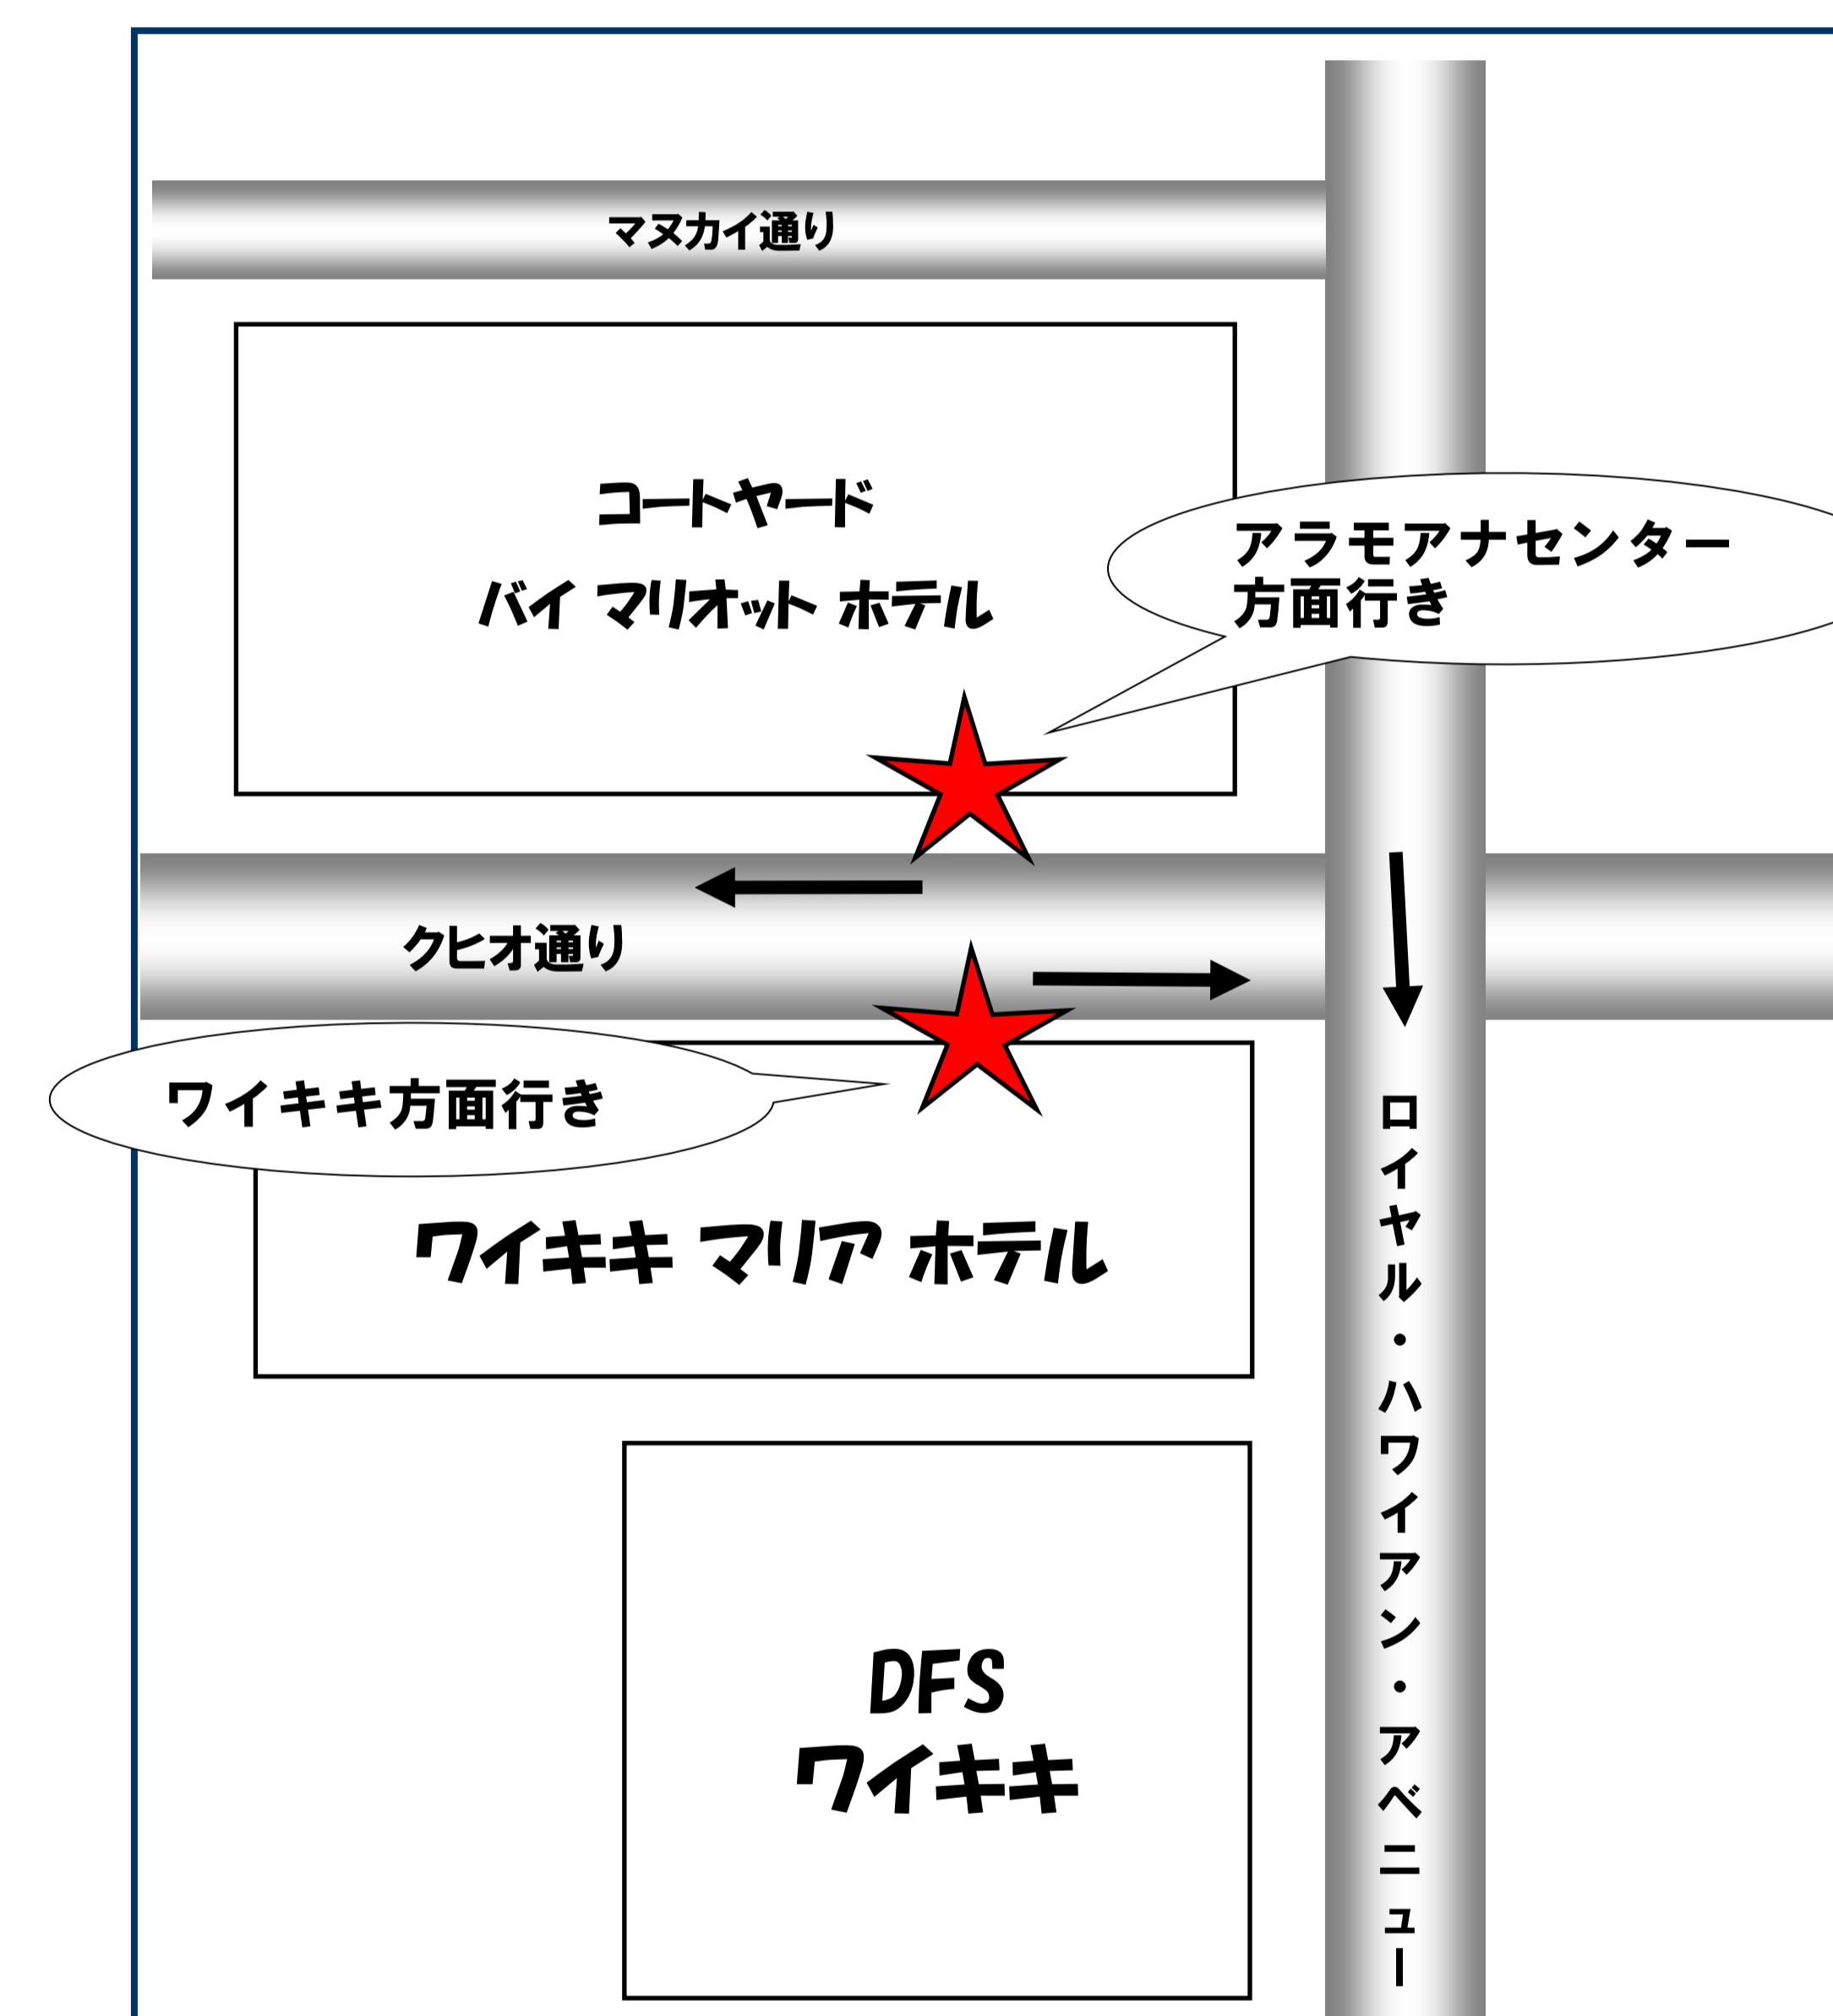 マヌカイ通り
コートヤード
バイ マリオット ホテル
アラモアナセンター
方面行き
クヒオ通り
ワイキキ方面行き
ワイキキ マリア ホテル
ロイヤル・ハワイアン・アベニュー
DFS
ワイキキ